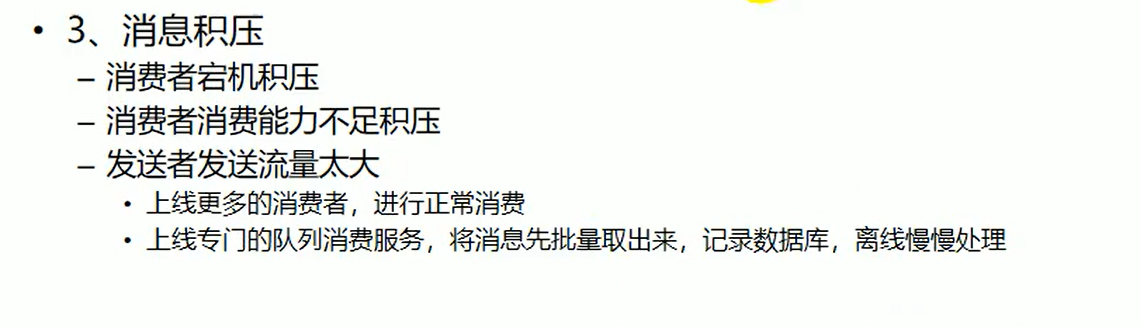 • 3、消息积压
– 消费者宕机积压
– 消费者消费能力不足积压
– 发送者发送流量太大
• 上线更多的消费者，进行正常消费
• 上线专门的队列消费服务，将消息先批量取出来，记录数据库，离线慢慢处理